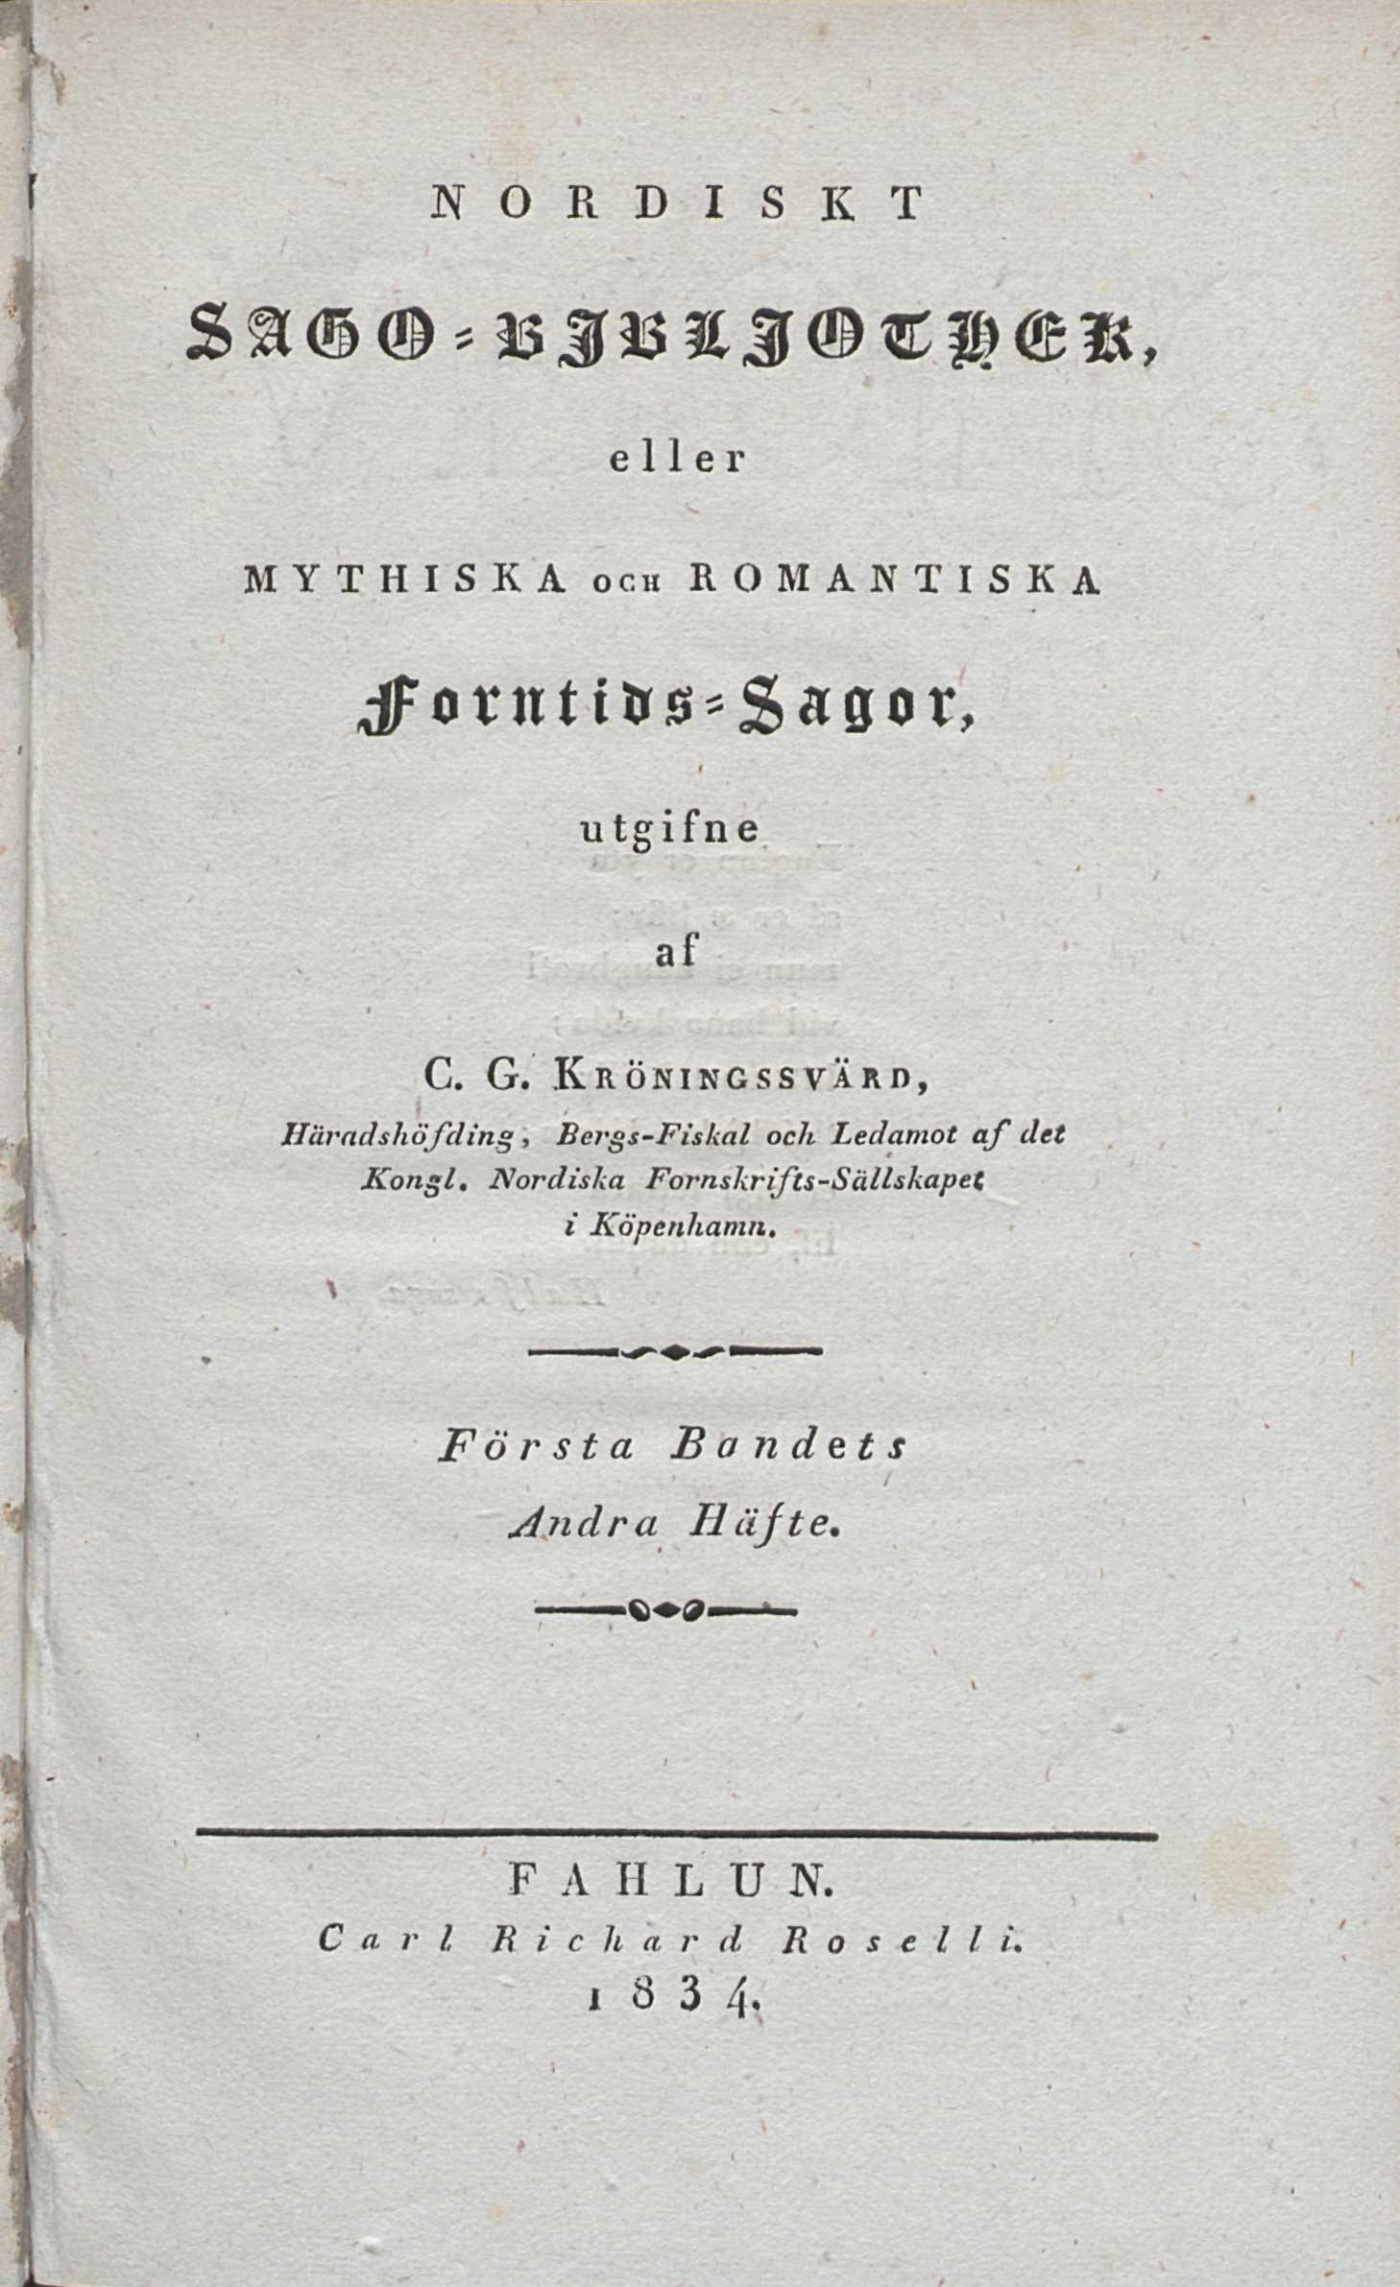 NORDISKT
SAGO-BIBLIOTHEK,
eller
MYTHISKA OCH ROMANTISKA
Forntids-Sagor,
utgifne
af
C. G. KRÖNINGSSVÄRD,
Häradshöfding, Bergs-Fiskal och Ledamot af det
Kongl. Nordiska Fornskrifts-Sällskapet
i Köpenhamn.
Första Bandets
Andra Häfte.
FAHLUN.
Carl Richard Roselli.
1834.